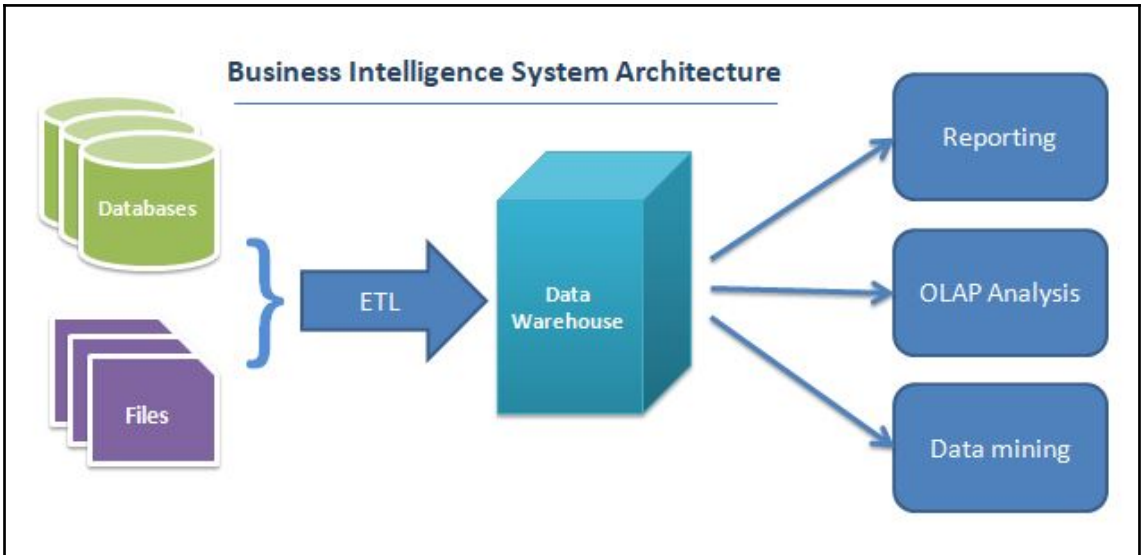 Business Intelligence System Architecture
Databases
Files
ETL
Data
Warehouse
Reporting
OLAP Analysis
Data mining